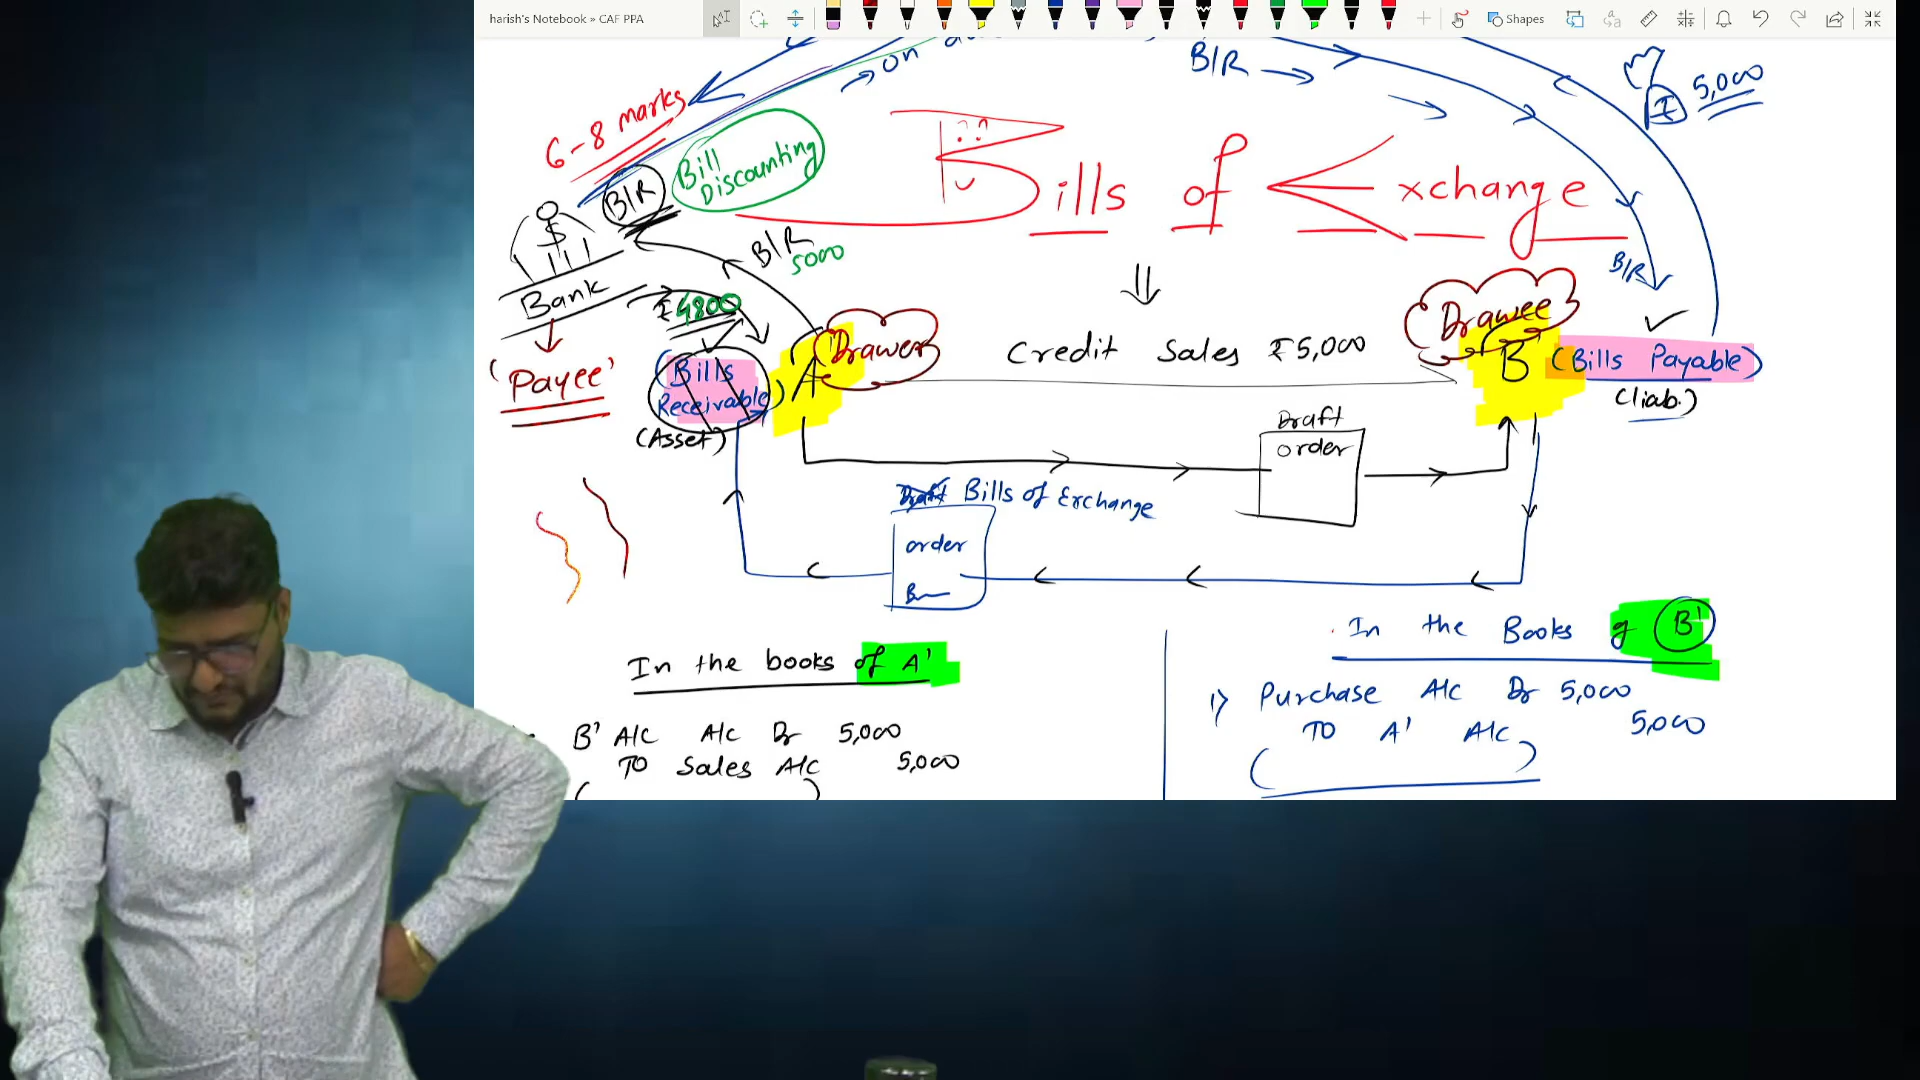 harish's Notebook » CAF PPA
Shapes
→ on
B/R →
5,000
6-8 marks
Bill Discounting
B/R
Bills of Exchange
B/R
5000
B/R
Bank
₹4800
Drawer
Drawee
'Payee'
(Bills Receivable)
A
Credit Sales ₹5,000
B
(Bills Payable)
(Asset)
(liab.)
Draft
order
Draft Bills of Exchange
order
In the books of A'
In the Books of B'
B' A/c A/c Dr 5,000
TO Sales A/c 5,000
1) Purchase A/c Dr 5,000
TO A' A/c 5,000